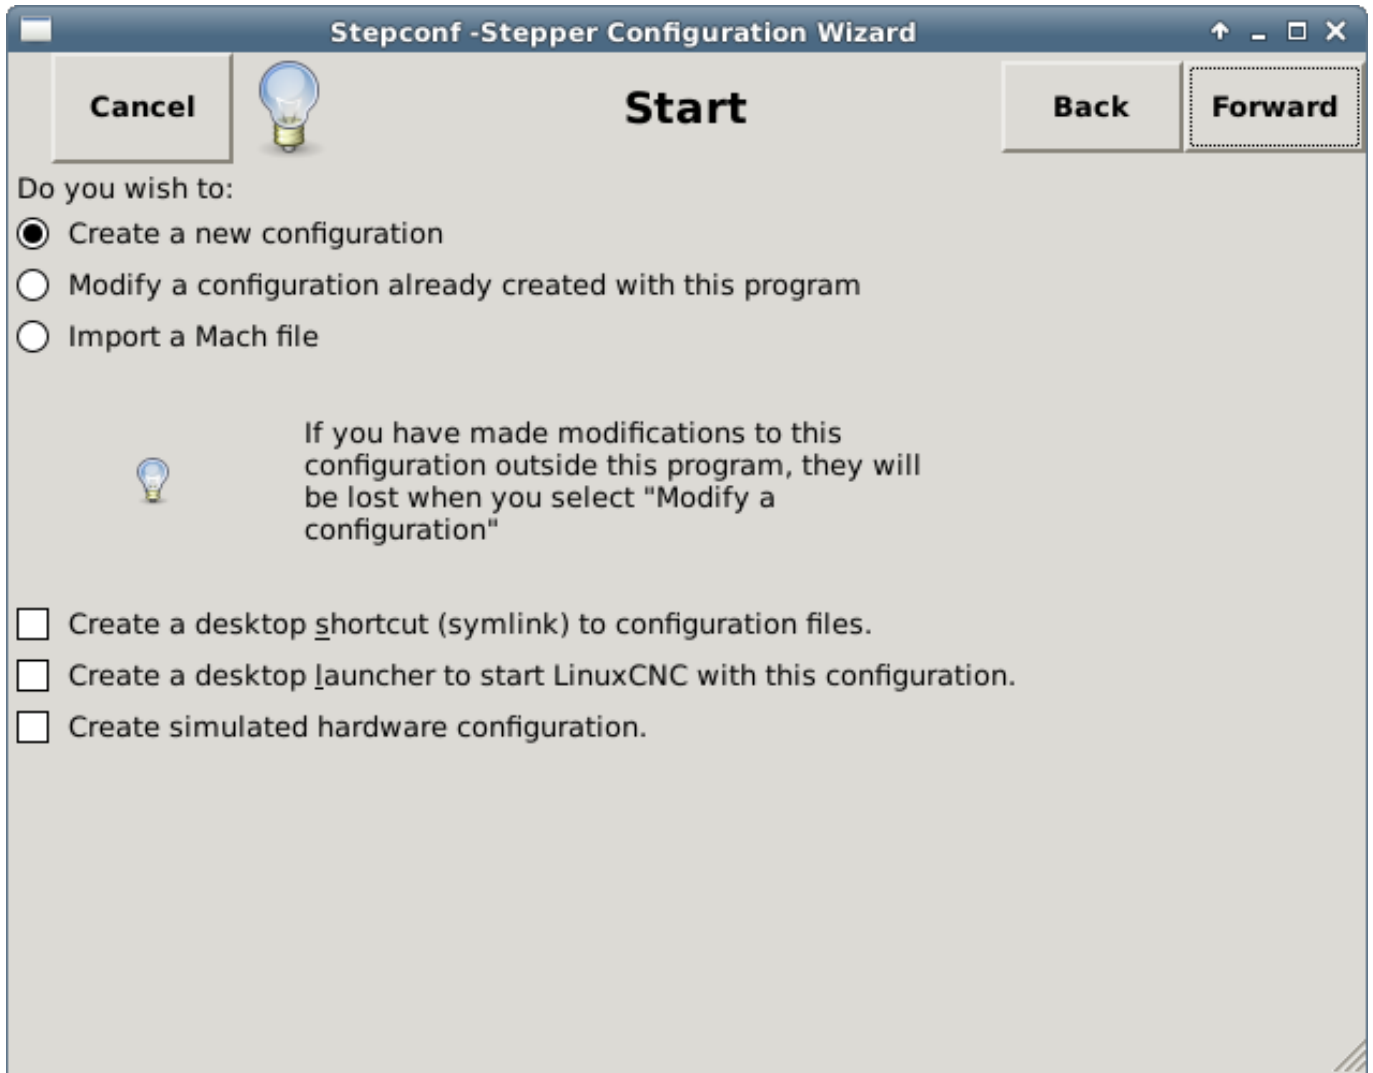 Stepconf -Stepper Configuration Wizard
Cancel
Start
Back
Forward
Do you wish to:
Create a new configuration
Modify a configuration already created with this program
Import a Mach file
If you have made modifications to this
configuration outside this program, they will
be lost when you select "Modify a
configuration"
Create a desktop shortcut (symlink) to configuration files.
Create a desktop launcher to start LinuxCNC with this configuration.
Create simulated hardware configuration.